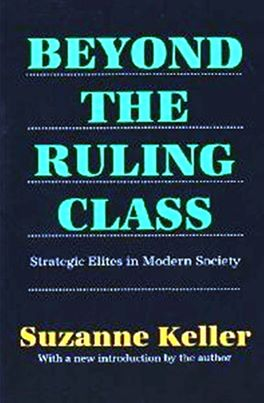 BEYOND
THE
RULING
CLASS
Strategic Elites in Modern Society
Suzanne Keller
With a new introduction by the author